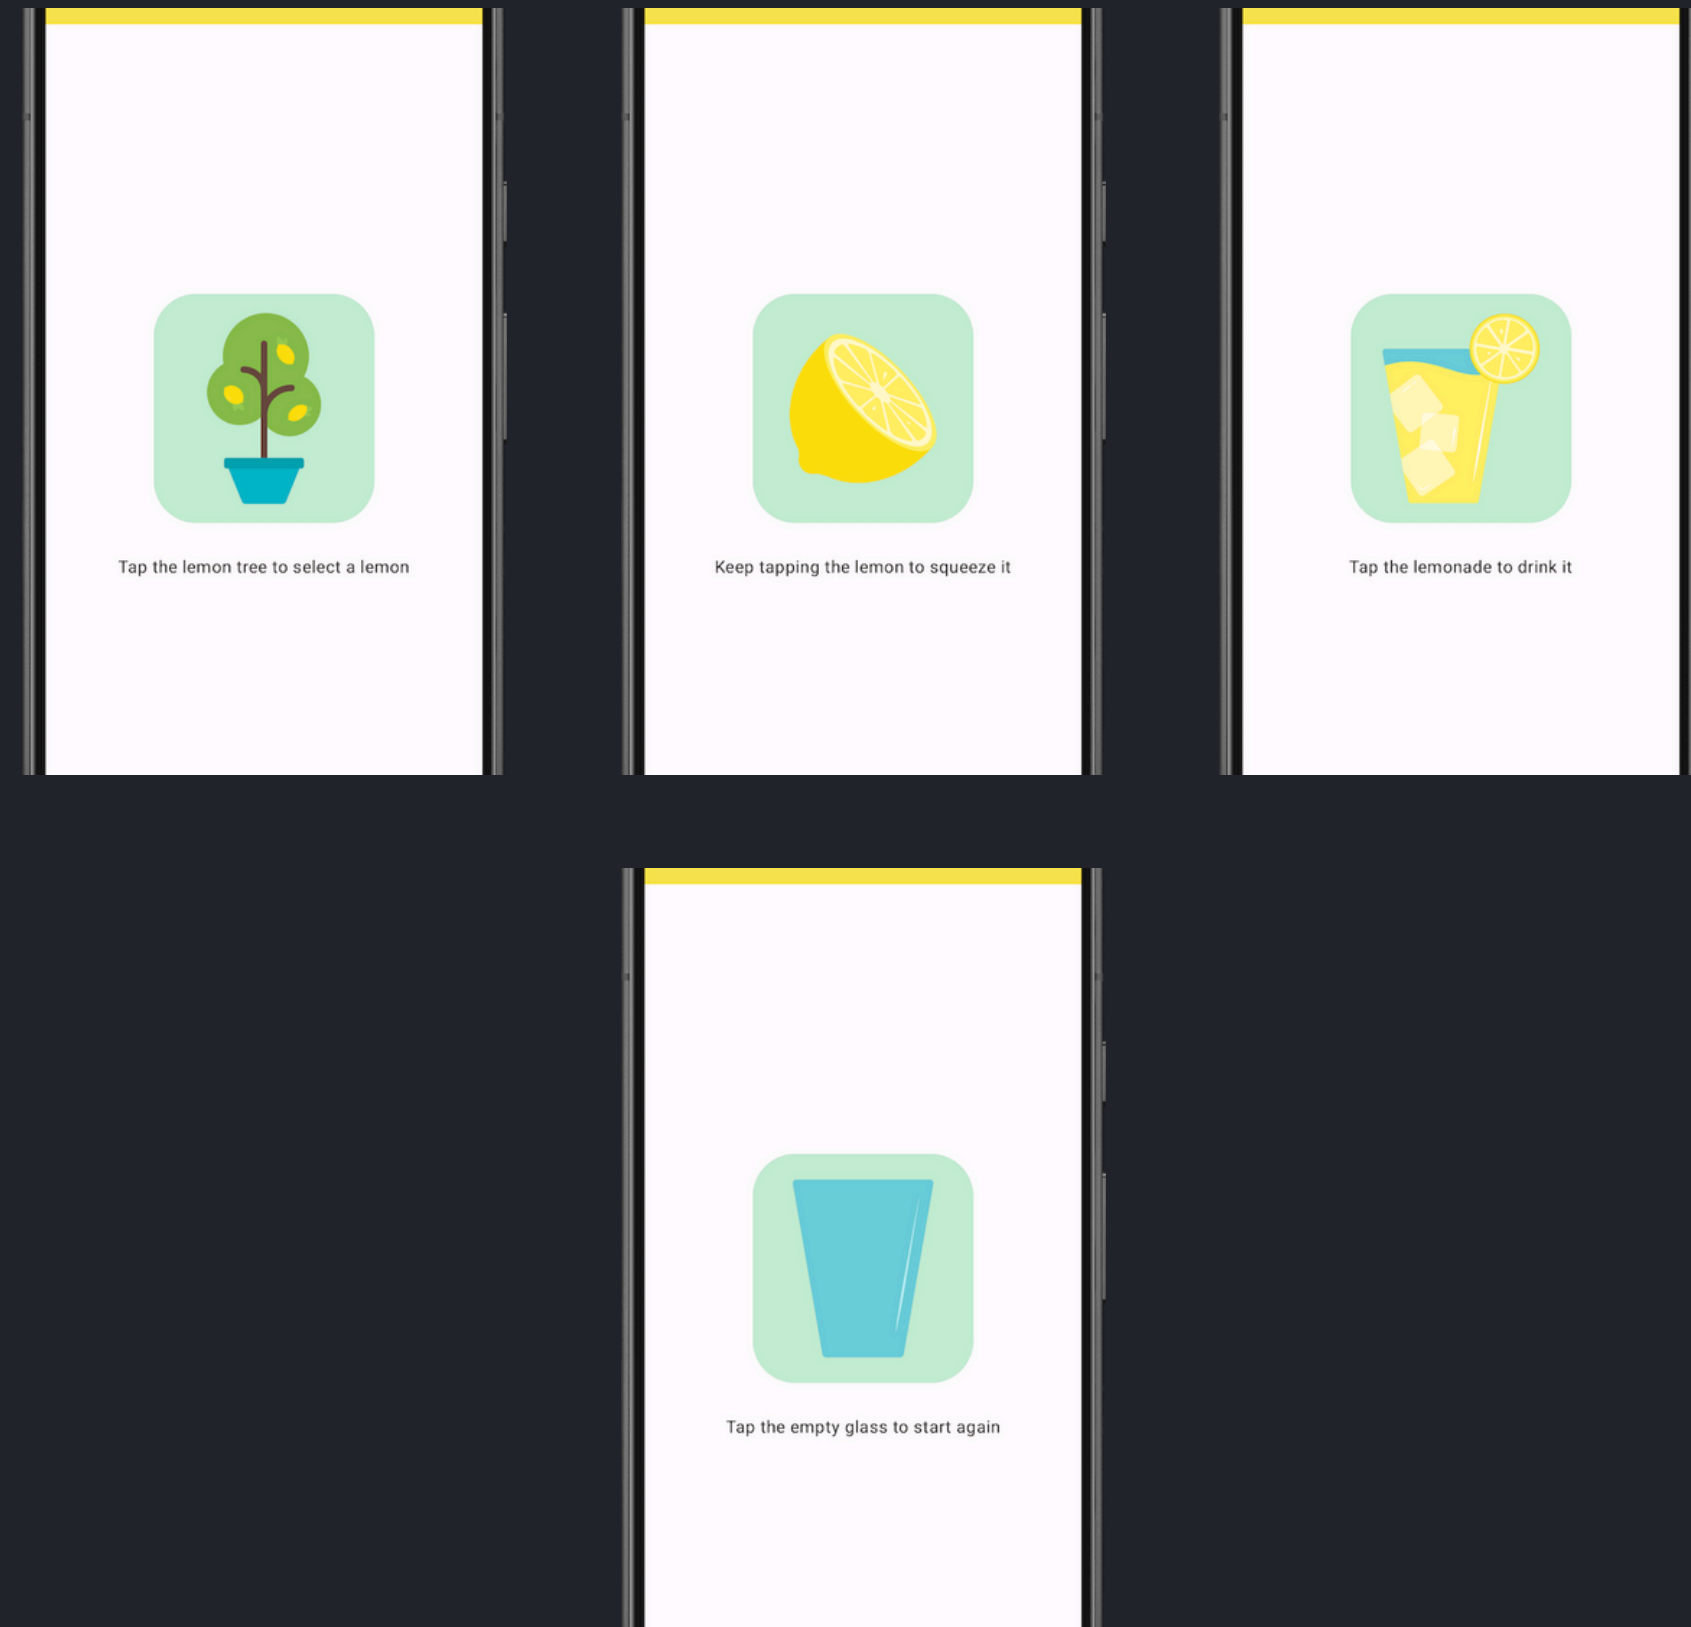 Tap the lemon tree to select a lemon
Keep tapping the lemon to squeeze it
Tap the lemonade to drink it
Tap the empty glass to start again